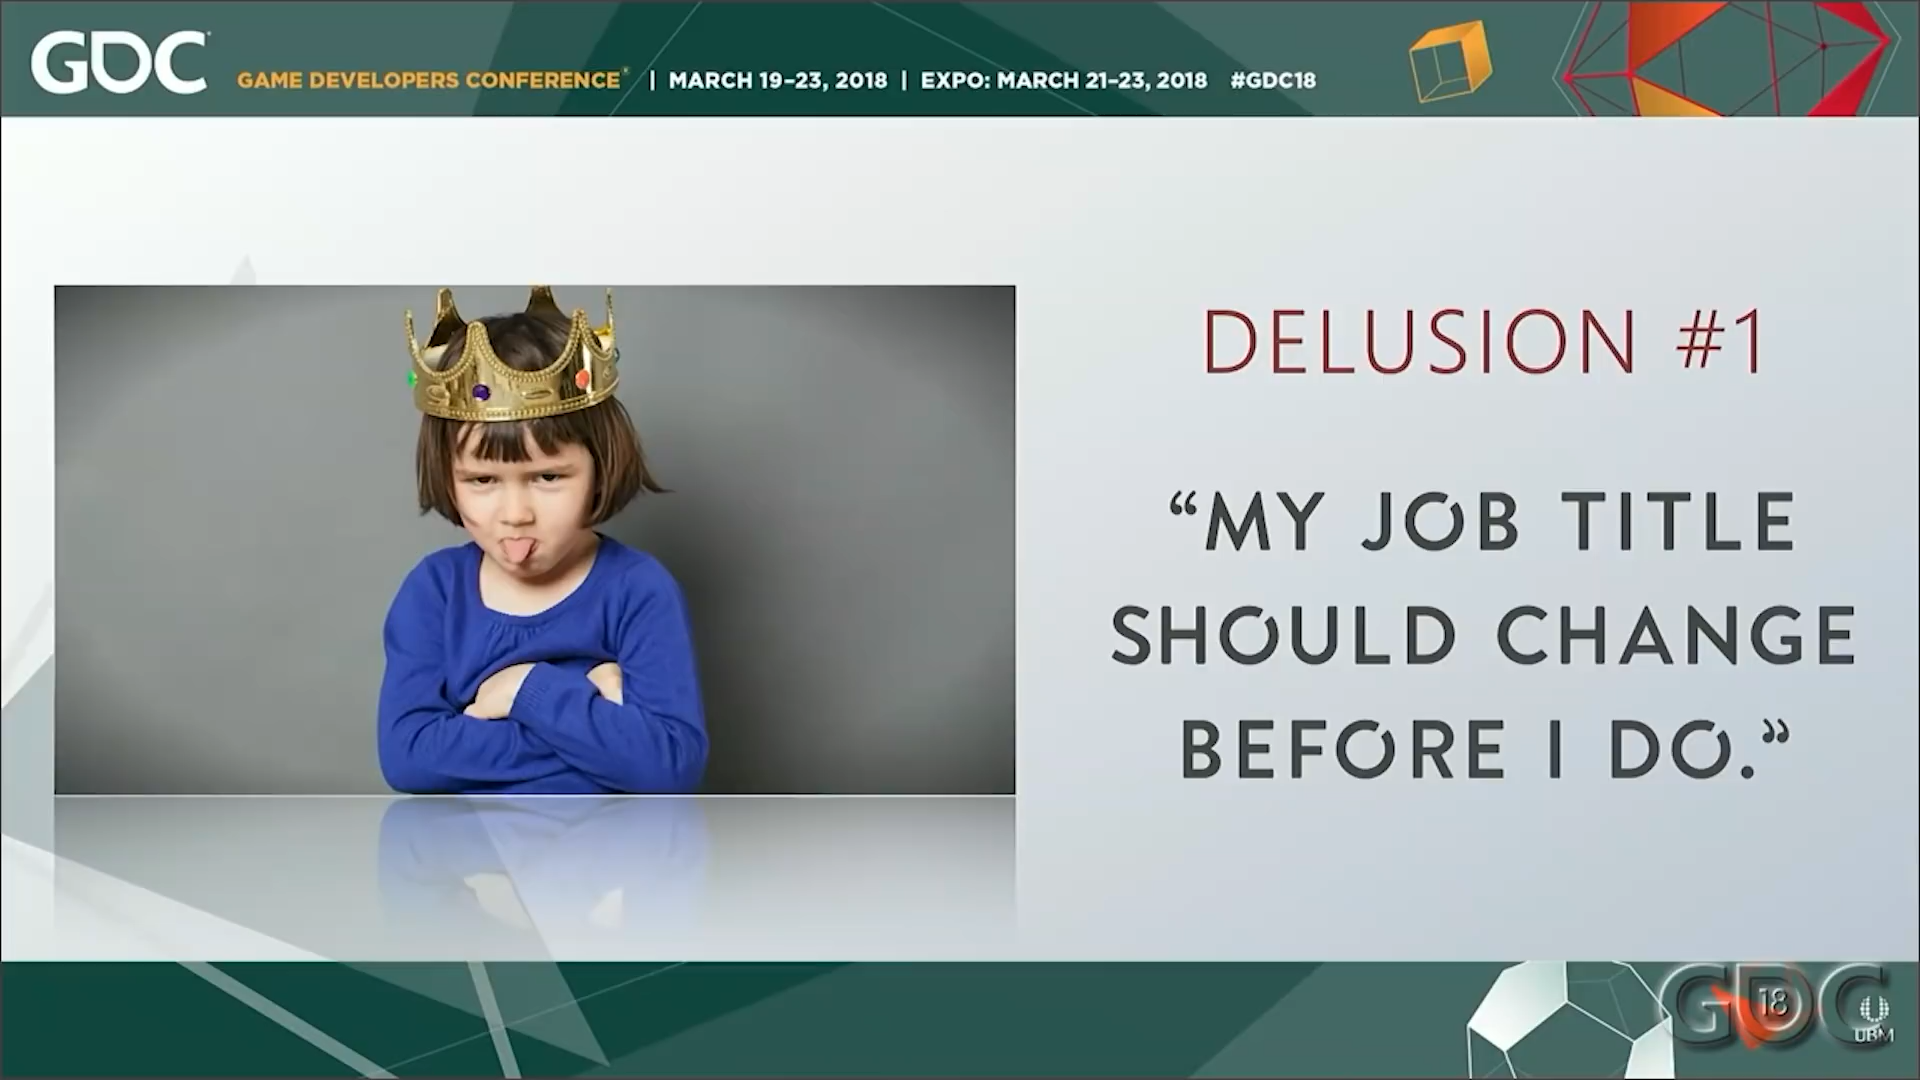 GDC GAME DEVELOPERS CONFERENCE® | MARCH 19–23, 2018 | EXPO: MARCH 21–23, 2018 #GDC18
DELUSION #1
“MY JOB TITLE
SHOULD CHANGE
BEFORE I DO.”
GDC 18
UBM